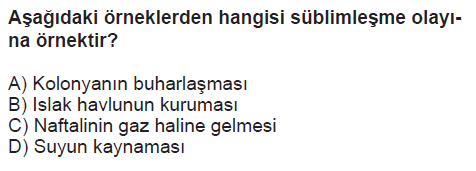 Aşağıdaki örneklerden hangisi süblimleşme olayı-
na örnektir?
A) Kolonyanın buharlaşması
B) Islak havlunun kuruması
C) Naftalinin gaz haline gelmesi
D) Suyun kaynaması